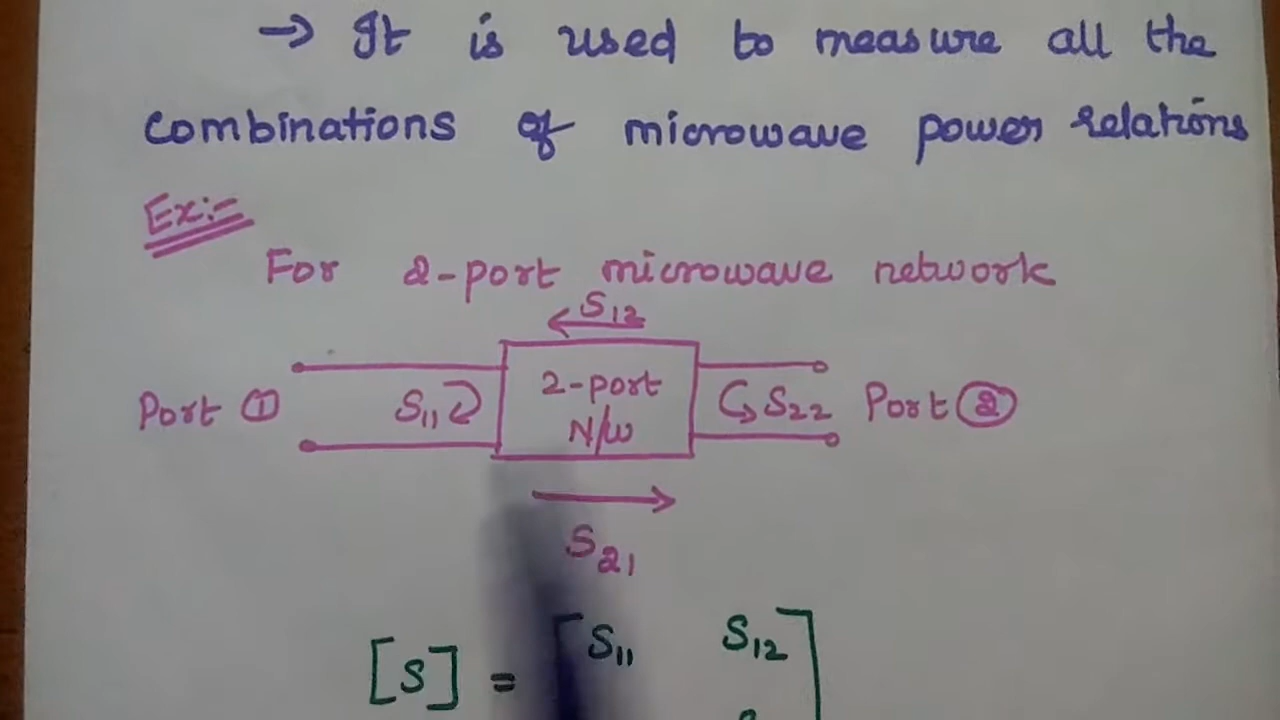 → It is used to measure all the
combinations of microwave power relations
Ex:-
For 2-port microwave network
S12
Port ① S11 2-port S22 Port ②
N/W
S21
[S] = [S11 S12]